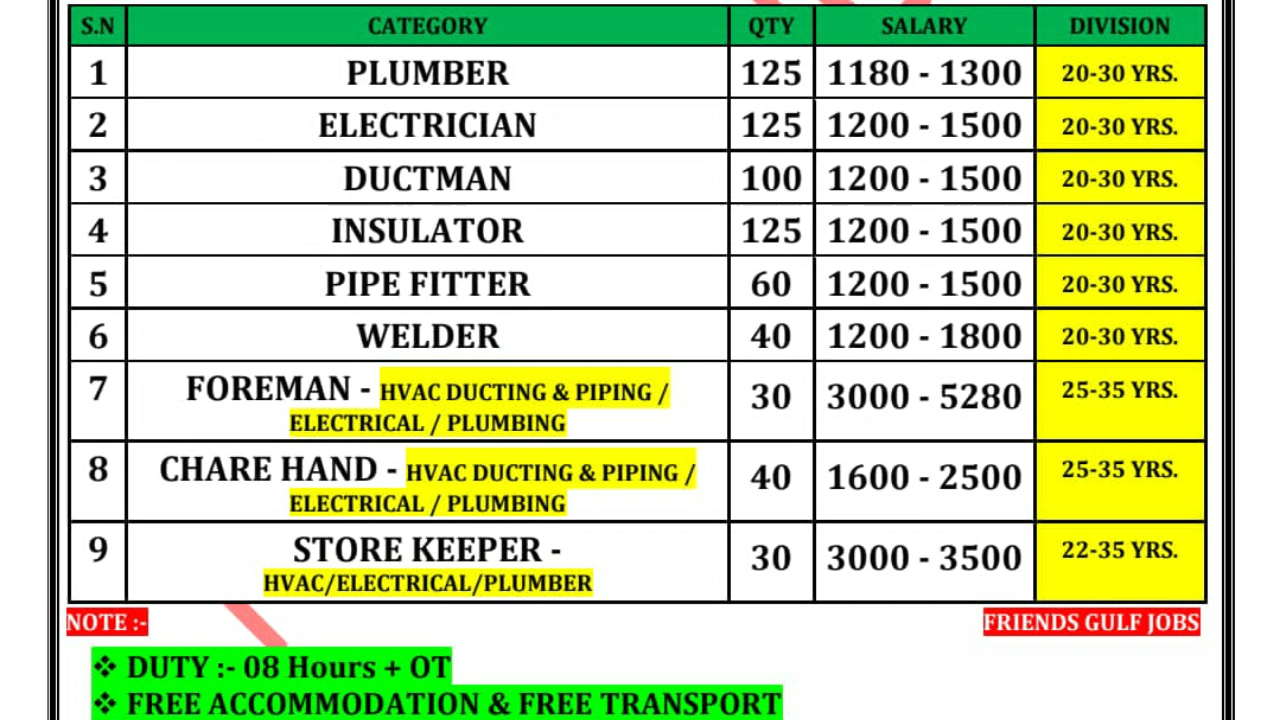 S.N CATEGORY QTY SALARY DIVISION
1 PLUMBER 125 1180 - 1300 20-30 YRS.
2 ELECTRICIAN 125 1200 - 1500 20-30 YRS.
3 DUCTMAN 100 1200 - 1500 20-30 YRS.
4 INSULATOR 125 1200 - 1500 20-30 YRS.
5 PIPE FITTER 60 1200 - 1500 20-30 YRS.
6 WELDER 40 1200 - 1800 20-30 YRS.
7 FOREMAN - HVAC DUCTING & PIPING / 30 3000 - 5280 25-35 YRS.
ELECTRICAL / PLUMBING
8 CHARE HAND - HVAC DUCTING & PIPING / 40 1600 - 2500 25-35 YRS.
ELECTRICAL / PLUMBING
9 STORE KEEPER - 30 3000 - 3500 22-35 YRS.
HVAC/ELECTRICAL/PLUMBER
NOTE :- FRIENDS GULF JOBS
❖ DUTY :- 08 Hours + OT
❖ FREE ACCOMMODATION & FREE TRANSPORT